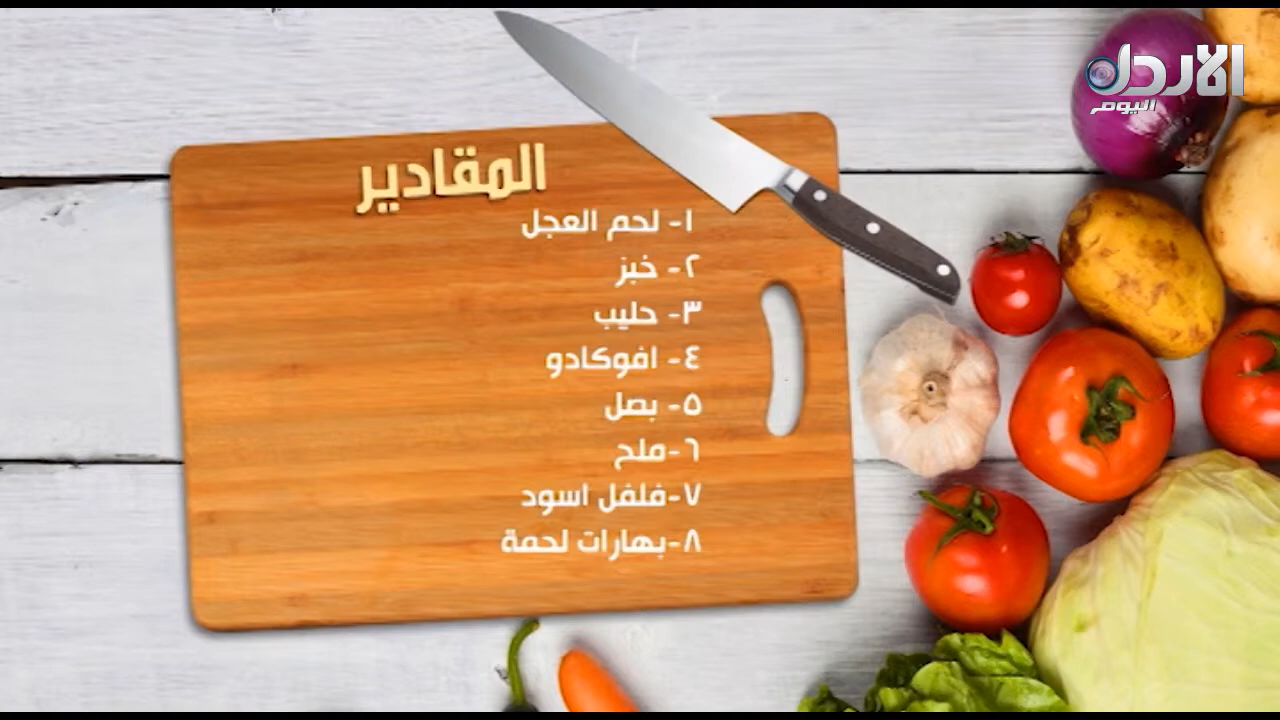 الاردن
اليوم
المقادير
١- لحم العجل
٢- خبز
٣- حليب
٤- افوكادو
٥- بصل
٦-ملح
٧-فلفل اسود
٨-بهارات لحمة